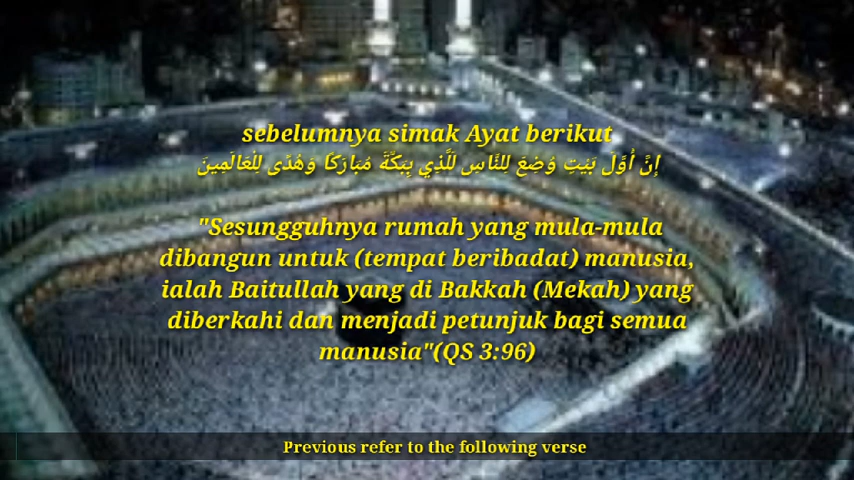 sebelumnya simak Ayat berikut
إِنَّ أَوَّلَ بَيْتٍ وُضِعَ لِلنَّاسِ لَلَّذِي بِبَكَّةَ مُبَارَكًا وَهُدًى لِلْعَالَمِينَ
"Sesungguhnya rumah yang mula-mula
dibangun untuk (tempat beribadat) manusia,
ialah Baitullah yang di Bakkah (Mekah) yang
diberkahi dan menjadi petunjuk bagi semua
manusia"(QS 3:96)
Previous refer to the following verse